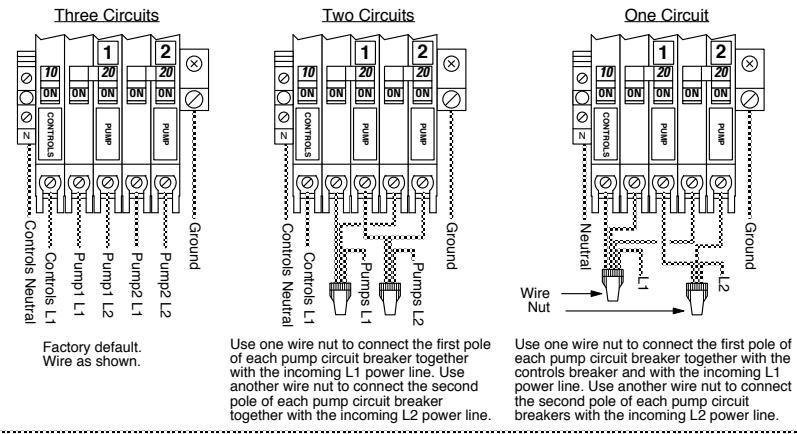 Three Circuits
1
2
10
20
20
ON
ON
ON
ON
ON
CONTROLS
PUMP
PUMP
N
Controls Neutral
Controls L1
Pump1 L1
Pump1 L2
Pump2 L1
Pump2 L2
Ground
Factory default.
Wire as shown.
Two Circuits
1
2
10
20
20
ON
ON
ON
ON
ON
CONTROLS
PUMP
PUMP
N
Controls Neutral
Controls L1
Pumps L1
Pumps L2
Ground
Use one wire nut to connect the first pole
of each pump circuit breaker together
with the incoming L1 power line. Use
another wire nut to connect the second
pole of each pump circuit breaker
together with the incoming L2 power line.
One Circuit
1
2
10
20
20
ON
ON
ON
ON
ON
CONTROLS
PUMP
PUMP
N
Neutral
L1
L2
Ground
Wire
Nut
Use one wire nut to connect the first pole of
each pump circuit breaker together with the
controls breaker and with the incoming L1
power line. Use another wire nut to connect
the second pole of each pump circuit
breakers with the incoming L2 power line.